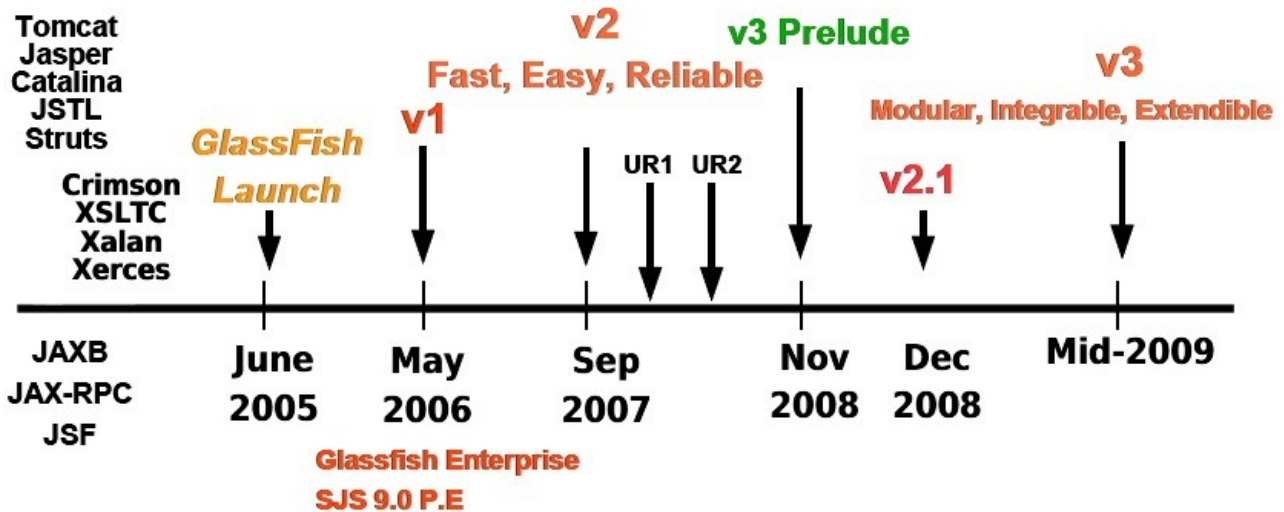 Tomcat
Jasper
Catalina
JSTL
Struts
Crimson
XSLTC
Xalan
Xerces
GlassFish
Launch
v1
v2
Fast, Easy, Reliable
UR1
UR2
v3 Prelude
v2.1
v3
Modular, Integrable, Extendible
JAXB
JAX-RPC
JSF
June
2005
May
2006
Sep
2007
Nov
2008
Dec
2008
Mid-2009
Glassfish Enterprise
SJS 9.0 P.E